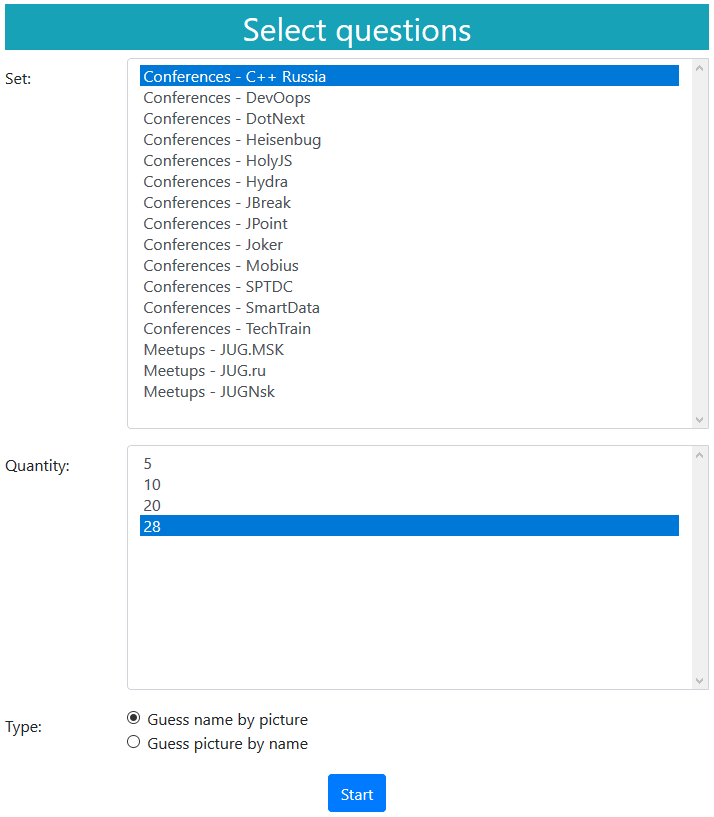 Select questions
Set:
Conferences - C++ Russia
Conferences - DevOops
Conferences - DotNext
Conferences - Heisenbug
Conferences - HolyJS
Conferences - Hydra
Conferences - JBreak
Conferences - JPoint
Conferences - Joker
Conferences - Mobius
Conferences - SPTDC
Conferences - SmartData
Conferences - TechTrain
Meetups - JUG.MSK
Meetups - JUG.ru
Meetups - JUGNsk
Quantity:
5
10
20
28
Type:
Guess name by picture
Guess picture by name
Start